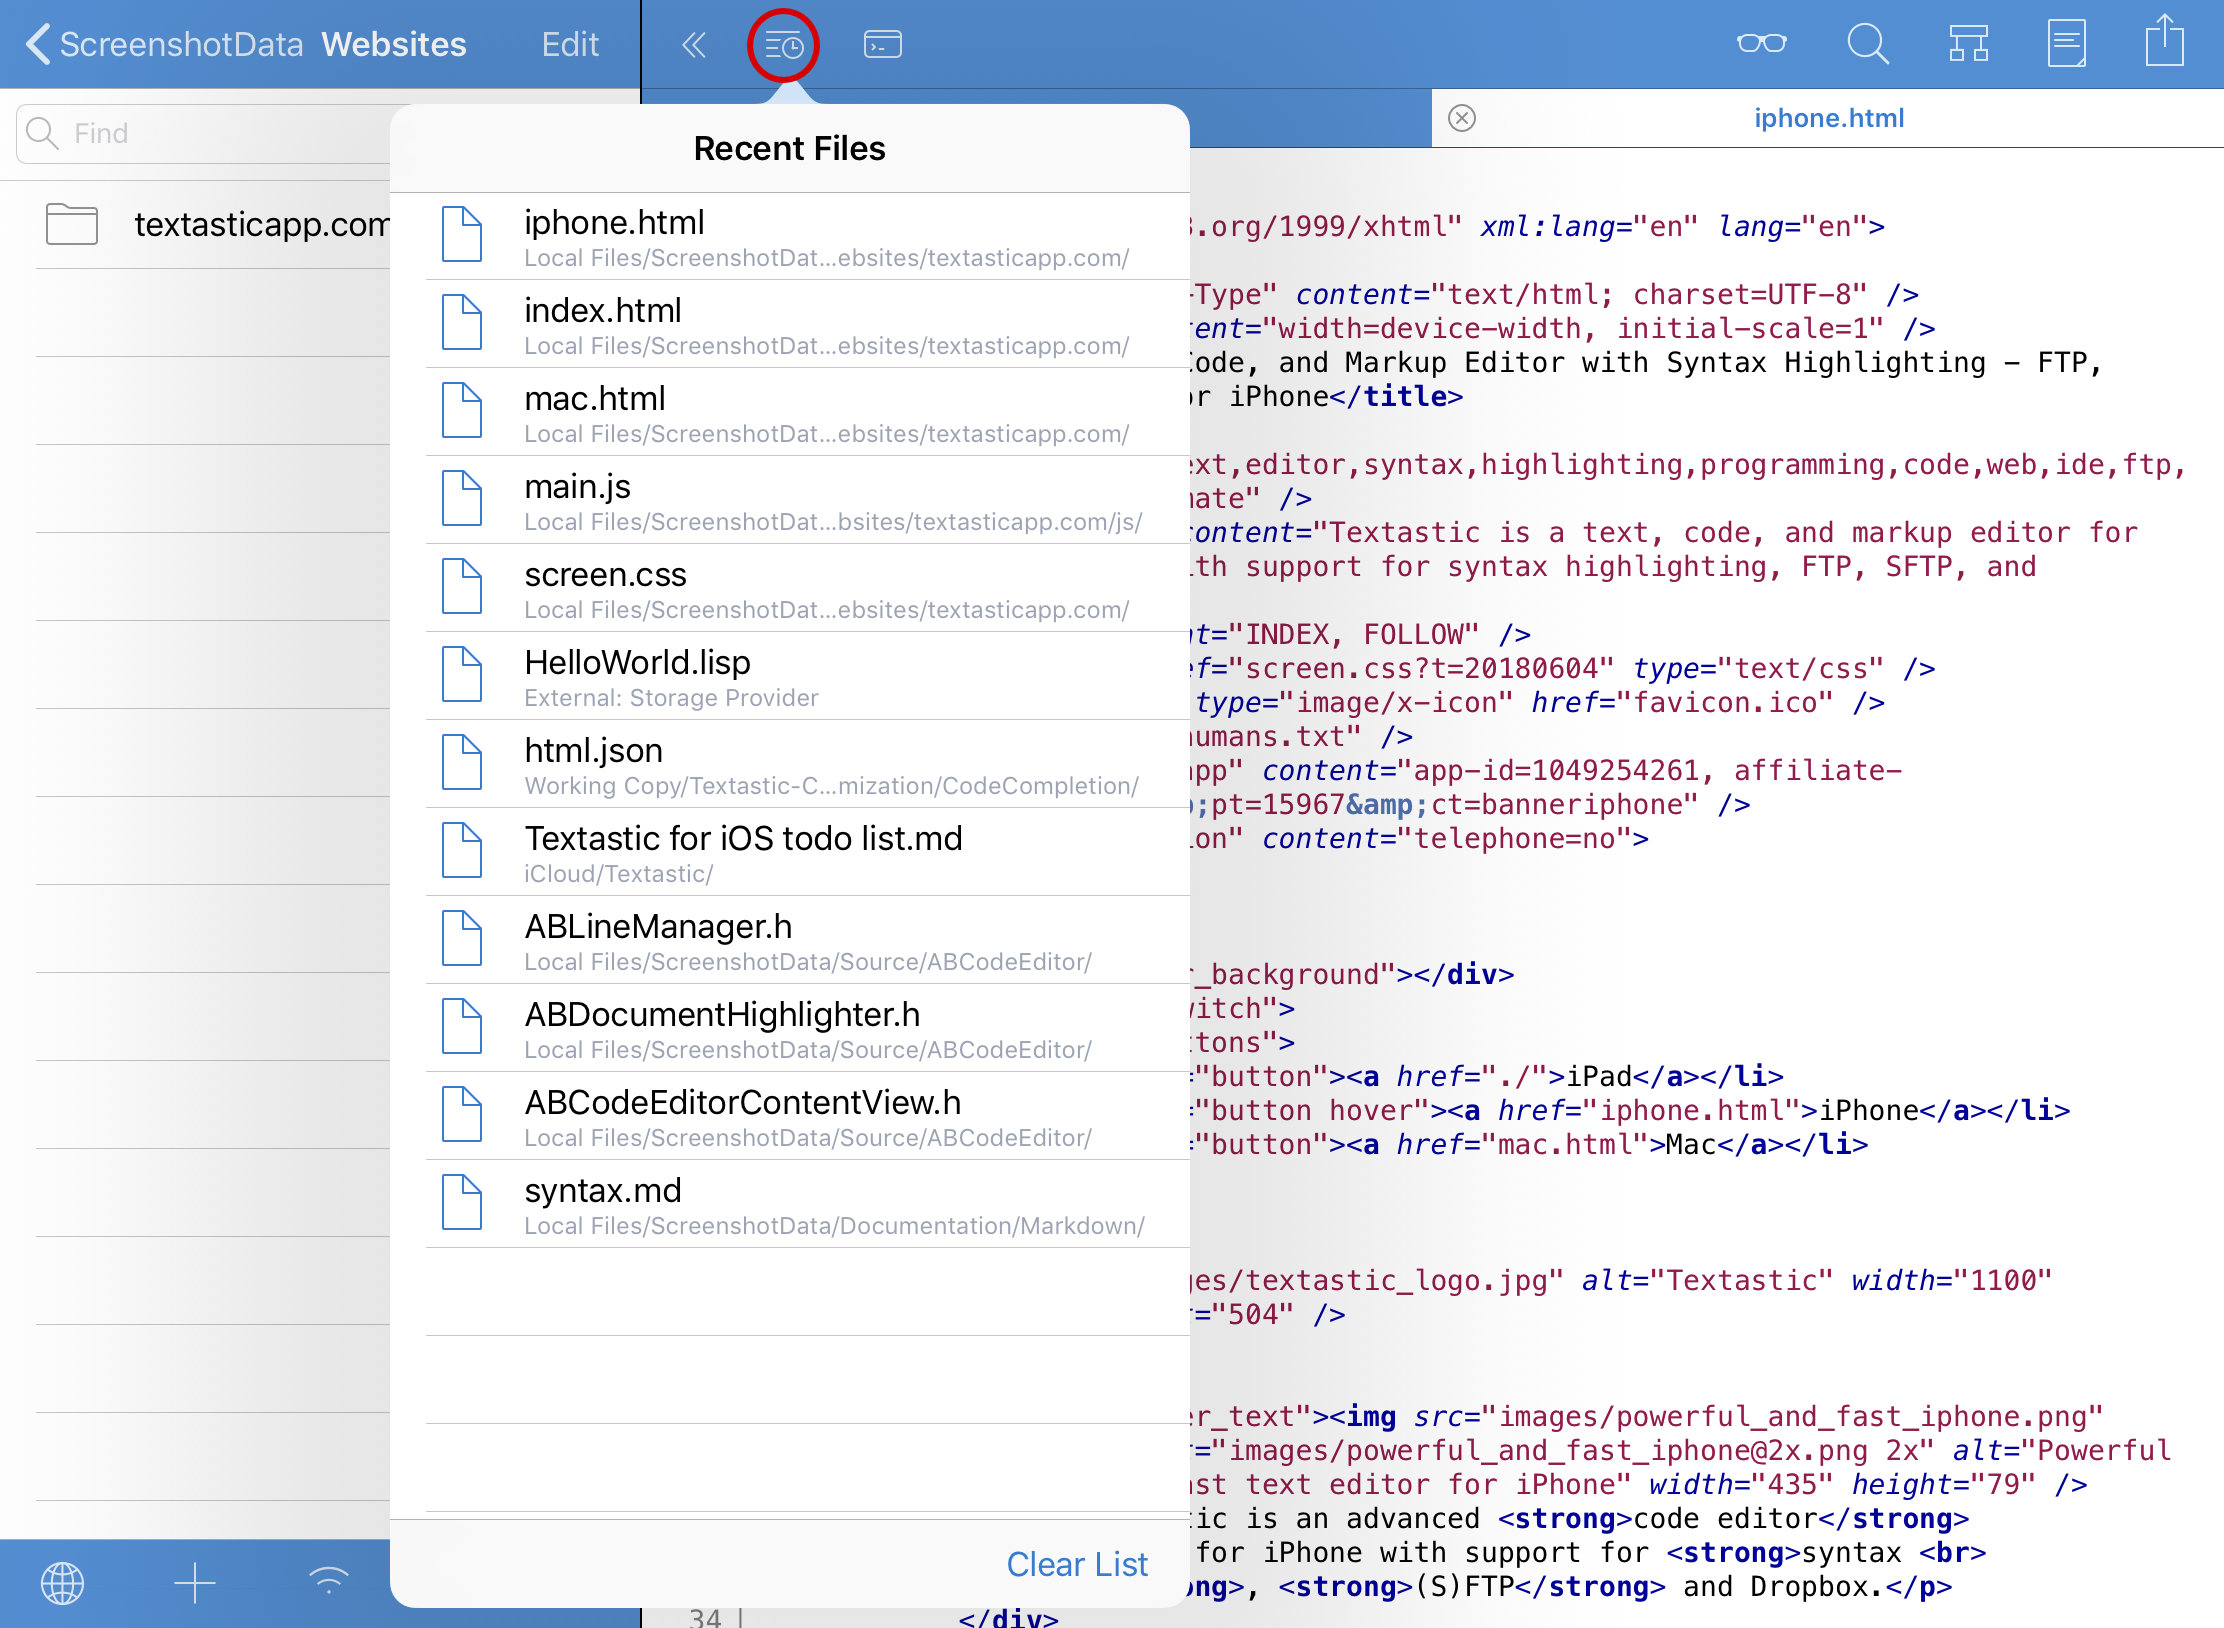 ScreenshotData Websites Edit
iphone.html
Find
textasticapp.com
Recent Files
iphone.html
Local Files/ScreenshotDat...ebsites/textasticapp.com/
index.html
Local Files/ScreenshotDat...ebsites/textasticapp.com/
mac.html
Local Files/ScreenshotDat...ebsites/textasticapp.com/
main.js
Local Files/ScreenshotDat...bsites/textasticapp.com/js/
screen.css
Local Files/ScreenshotDat...ebsites/textasticapp.com/
HelloWorld.lisp
External: Storage Provider
html.json
Working Copy/Textastic-C...mization/CodeCompletion/
Textastic for iOS todo list.md
iCloud/Textastic/
ABLineManager.h
Local Files/ScreenshotData/Source/ABCodeEditor/
ABDocumentHighlighter.h
Local Files/ScreenshotData/Source/ABCodeEditor/
ABCodeEditorContentView.h
Local Files/ScreenshotData/Source/ABCodeEditor/
syntax.md
Local Files/ScreenshotData/Documentation/Markdown/
Clear List
.org/1999/xhtml" xml:lang="en" lang="en">
-Type" content="text/html; charset=UTF-8" />
ent="width=device-width, initial-scale=1" />
ode, and Markup Editor with Syntax Highlighting - FTP,
r iPhone</title>
ext,editor,syntax,highlighting,programming,code,web,ide,ftp,
ate" />
content="Textastic is a text, code, and markup editor for
th support for syntax highlighting, FTP, SFTP, and
t="INDEX, FOLLOW" />
ef="screen.css?t=20180604" type="text/css" />
type="image/x-icon" href="favicon.ico" />
umans.txt" />
pp" content="app-id=1049254261, affiliate-
;pt=15967&amp;ct=banneriphone" />
ion" content="telephone=no">
_background"></div>
witch">
tons">
="button"><a href="./">iPad</a></li>
="button hover"><a href="iphone.html">iPhone</a></li>
="button"><a href="mac.html">Mac</a></li>
ges/textastic_logo.jpg" alt="Textastic" width="1100"
="504" />
er_text"><img src="images/powerful_and_fast_iphone.png"
="images/powerful_and_fast_iphone@2x.png 2x" alt="Powerful
st text editor for iPhone" width="435" height="79" />
ic is an advanced <strong>code editor</strong>
for iPhone with support for <strong>syntax <br>
ong>, <strong>(S)FTP</strong> and Dropbox.</p>
34 </div>